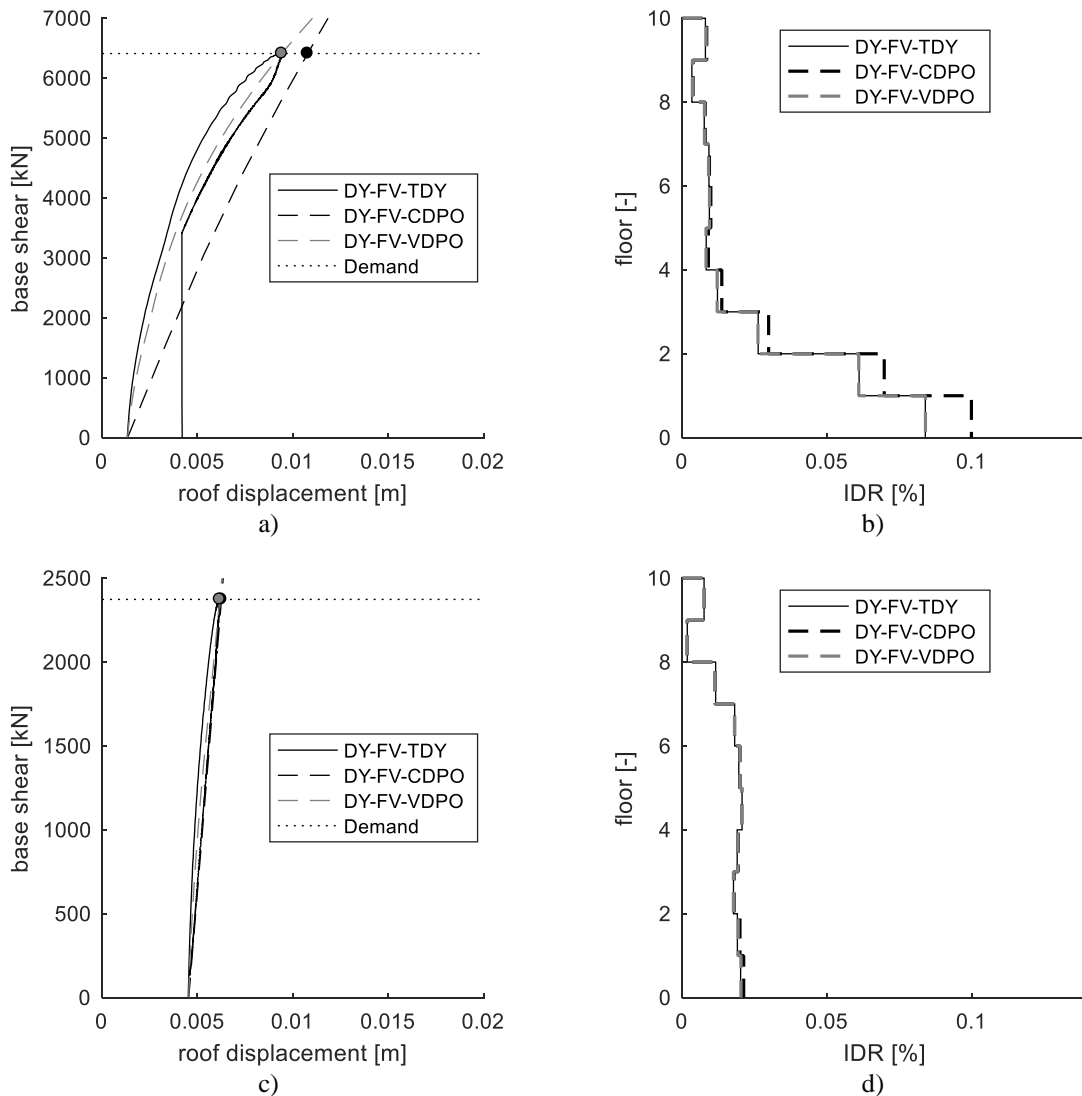 7000
6000
5000
4000
3000
2000
1000
0
base shear [kN]
DY-FV-TDY
DY-FV-CDPO
DY-FV-VDPO
Demand
0 0.005 0.01 0.015 0.02
roof displacement [m]
a)
10
8
6
4
2
0
floor [-]
DY-FV-TDY
DY-FV-CDPO
DY-FV-VDPO
0 0.05 0.1
IDR [%]
b)
2500
2000
1500
1000
500
0
base shear [kN]
DY-FV-TDY
DY-FV-CDPO
DY-FV-VDPO
Demand
0 0.005 0.01 0.015 0.02
roof displacement [m]
c)
10
8
6
4
2
0
floor [-]
DY-FV-TDY
DY-FV-CDPO
DY-FV-VDPO
0 0.05 0.1
IDR [%]
d)